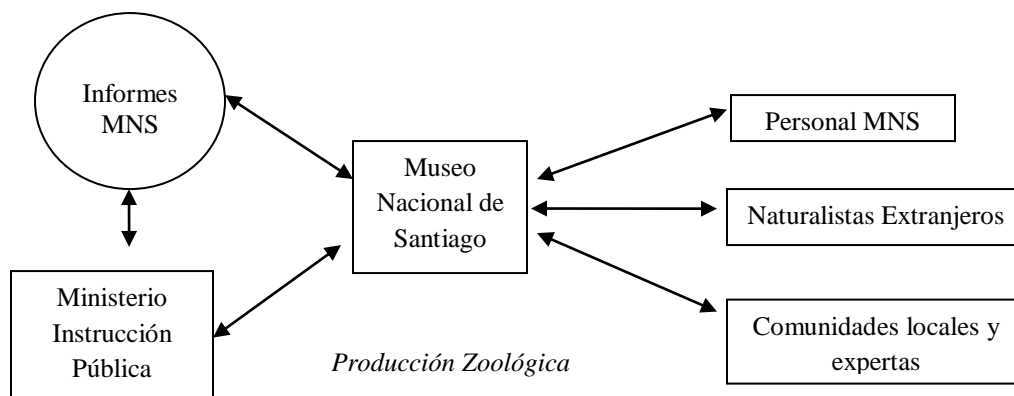 Informes
MNS
Museo
Nacional de
Santiago
Personal MNS
Naturalistas Extranjeros
Ministerio
Instrucción
Pública
Comunidades locales y
expertas
Producción Zoológica